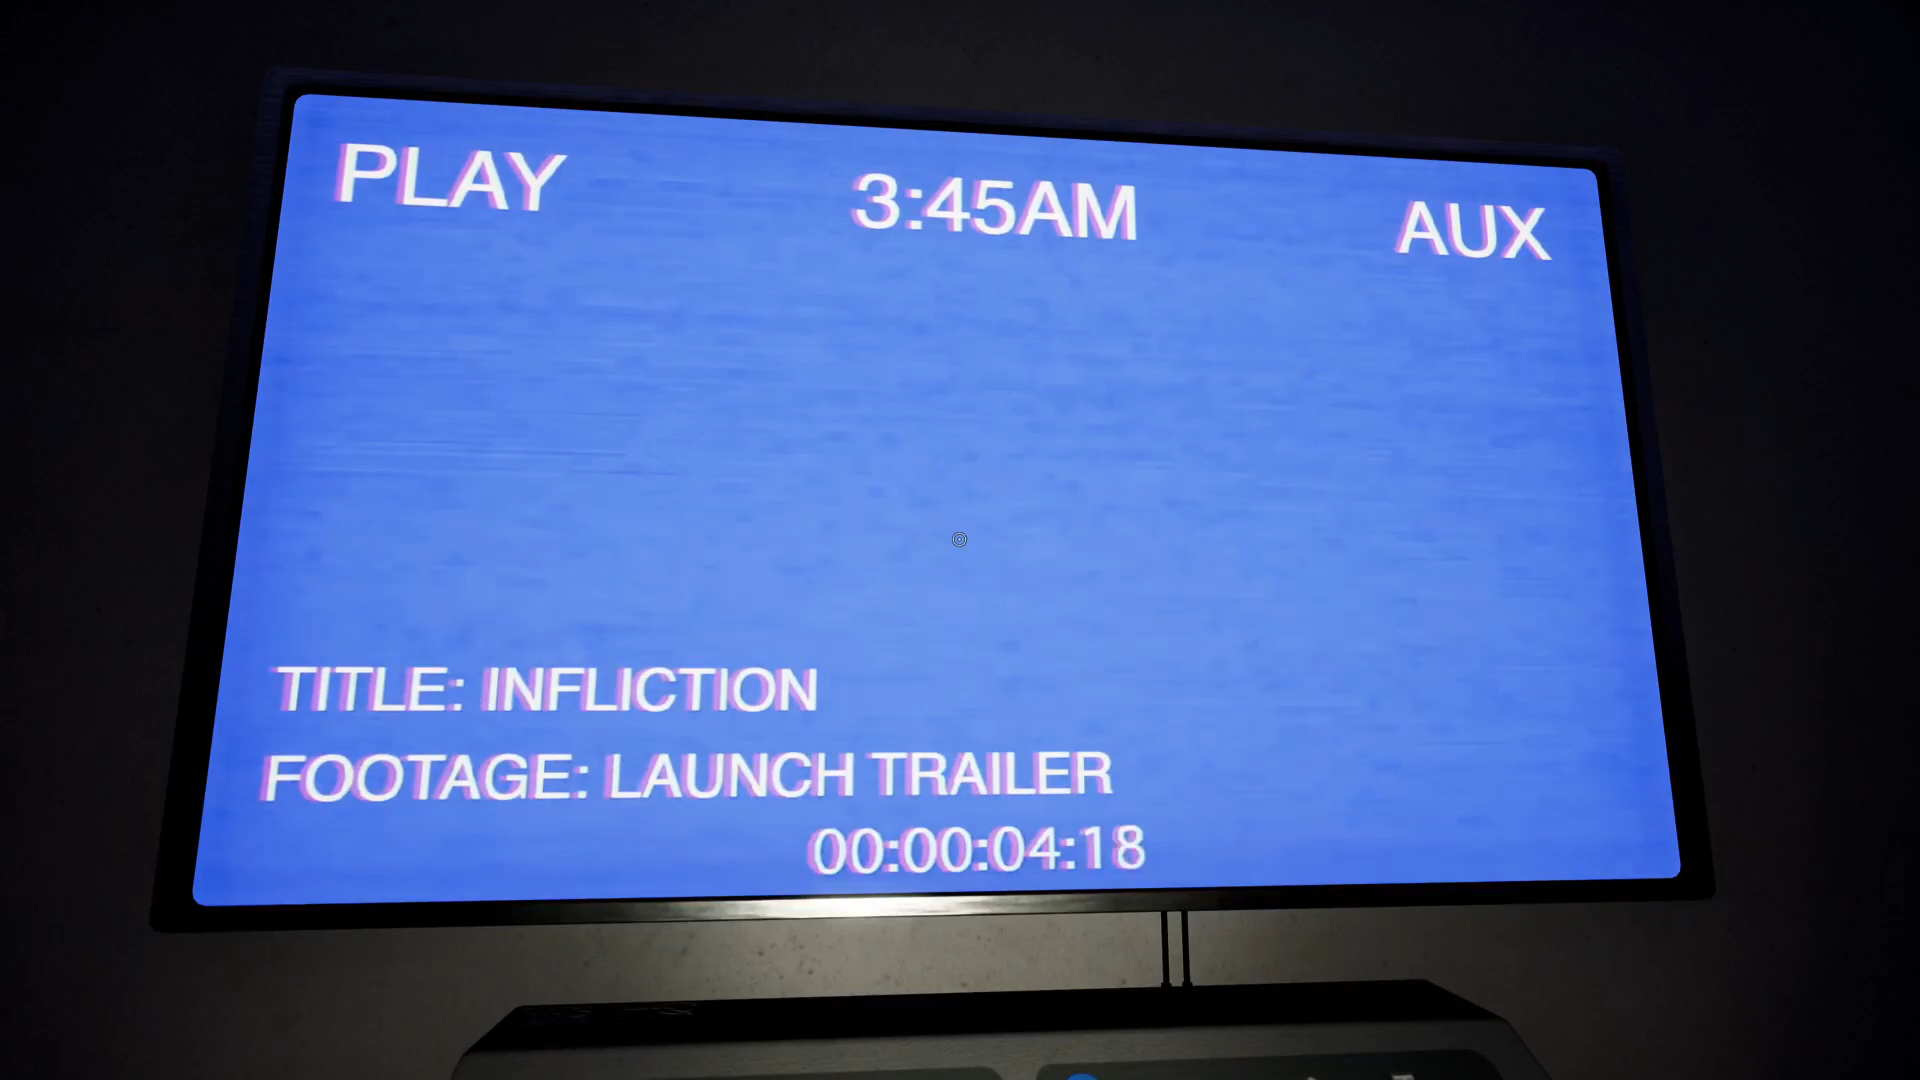 PLAY 3:45AM AUX
TITLE: INFLICTION
FOOTAGE: LAUNCH TRAILER
00:00:04:18